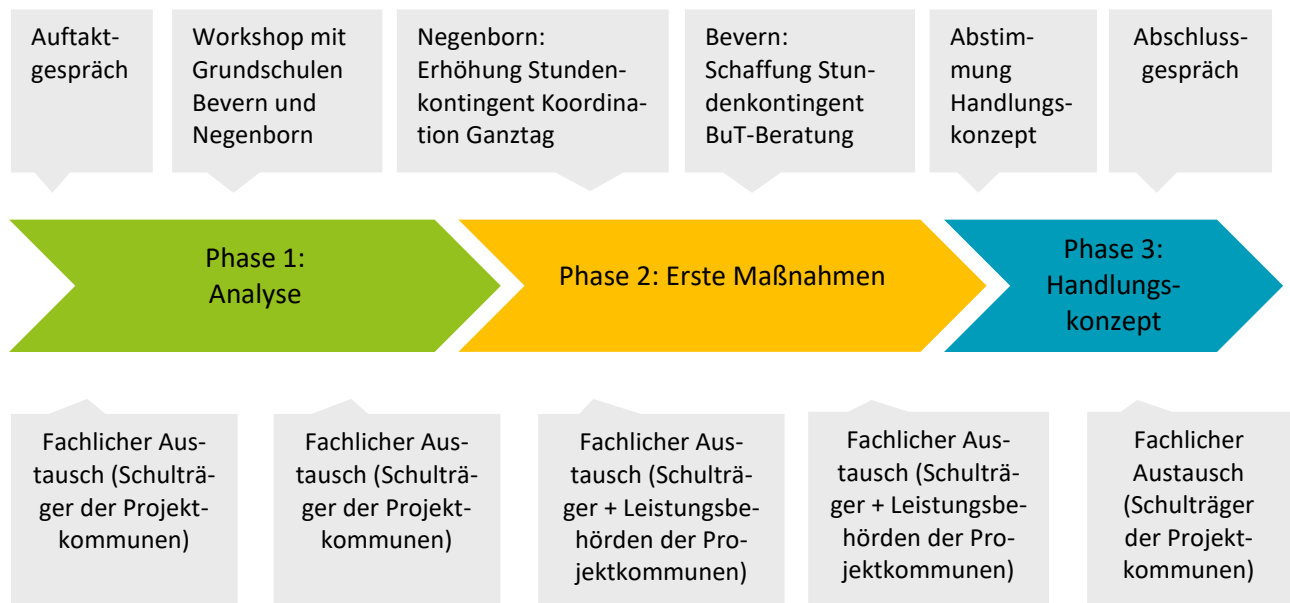 Auftakt-
gespräch
Workshop mit
Grundschulen
Bevern und
Negenborn
Negenborn:
Erhöhung Stunden-
kontingent Koordina-
tion Ganztag
Bevern:
Schaffung Stun-
denkontingent
BuT-Beratung
Abstim-
mung
Handlungs-
konzept
Abschluss-
gespräch
Phase 1:
Analyse
Phase 2: Erste Maßnahmen
Phase 3:
Handlungs-
konzept
Fachlicher Aus-
tausch (Schulträ-
ger der Projekt-
kommunen)
Fachlicher Aus-
tausch (Schulträ-
ger der Projekt-
kommunen)
Fachlicher Aus-
tausch (Schulträ-
ger + Leistungsbe-
hörden der Pro-
jektkommunen)
Fachlicher Aus-
tausch (Schulträ-
ger + Leistungsbe-
hörden der Pro-
jektkommunen)
Fachlicher
Austausch
(Schulträger
der Projekt-
kommunen)